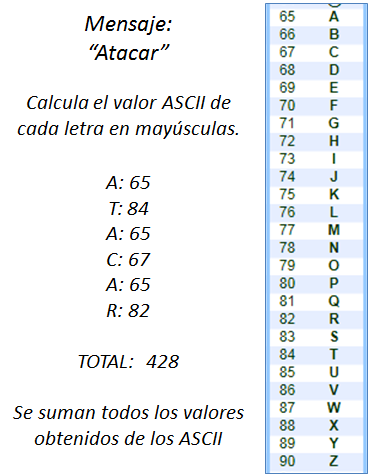 Mensaje:
“Atacar”
Calcula el valor ASCII de
cada letra en mayúsculas.
A: 65
T: 84
A: 65
C: 67
A: 65
R: 82
TOTAL: 428
Se suman todos los valores
obtenidos de los ASCII
65 A
66 B
67 C
68 D
69 E
70 F
71 G
72 H
73 I
74 J
75 K
76 L
77 M
78 N
79 O
80 P
81 Q
82 R
83 S
84 T
85 U
86 V
87 W
88 X
89 Y
90 Z